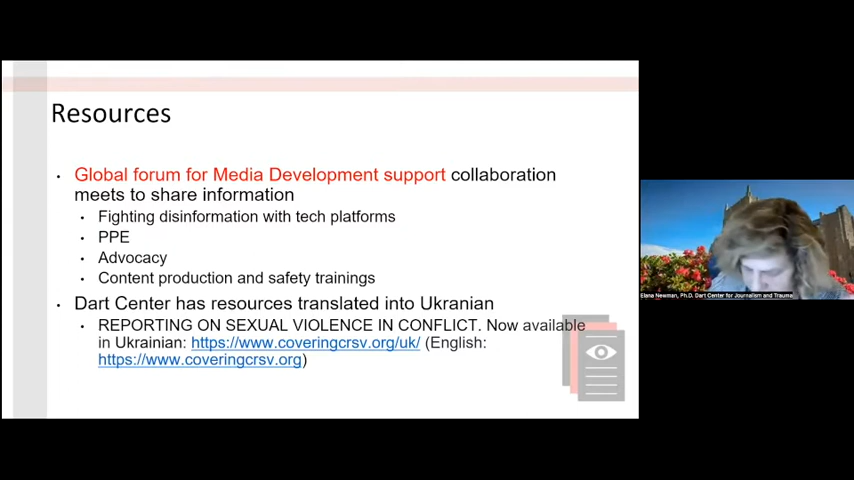 Resources
Global forum for Media Development support collaboration
meets to share information
Fighting disinformation with tech platforms
PPE
Advocacy
Content production and safety trainings
Dart Center has resources translated into Ukranian
REPORTING ON SEXUAL VIOLENCE IN CONFLICT. Now available
in Ukrainian: https://www.coveringcrsv.org/uk/ (English:
https://www.coveringcrsv.org)
Elana Newman, Ph.D. Dart Center for Journalism and Trauma